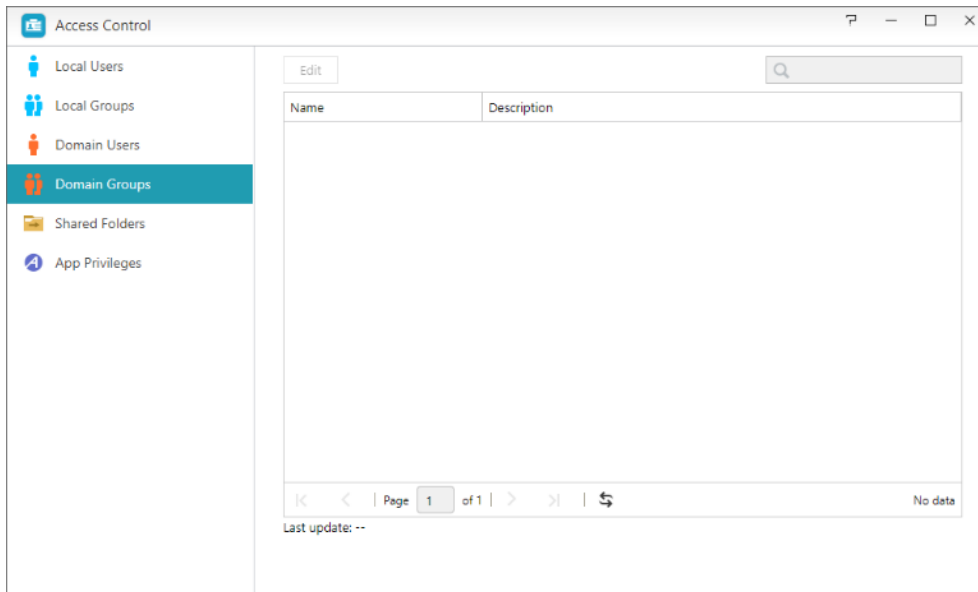 Access Control
Local Users
Local Groups
Domain Users
Domain Groups
Shared Folders
App Privileges
Edit
Name Description
Page 1 of 1 No data
Last update: --